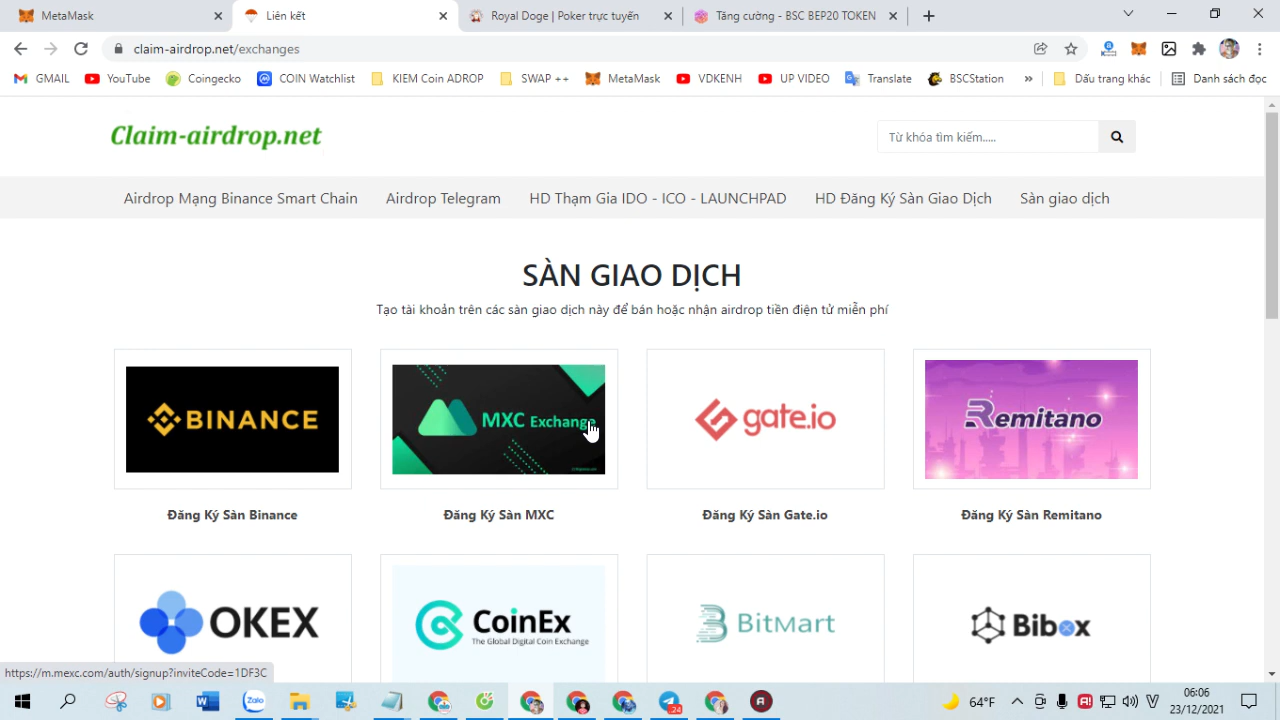 MetaMask
Liên kết
Royal Doge | Poker trực tuyến
Tăng cường - BSC BEP20 TOKEN
claim-airdrop.net/exchanges
GMAIL
YouTube
Coingecko
COIN Watchlist
KIEM Coin ADROP
SWAP ++
MetaMask
VDKENH
UP VIDEO
Translate
BSCStation
»
Dấu trang khác
Danh sách đọc
Claim-airdrop.net
Từ khóa tìm kiếm.....
Airdrop Mạng Binance Smart Chain
Airdrop Telegram
HD Thạm Gia IDO - ICO - LAUNCHPAD
HD Đăng Ký Sàn Giao Dịch
Sàn giao dịch
SÀN GIAO DỊCH
Tạo tài khoản trên các sàn giao dịch này để bán hoặc nhận airdrop tiền điện tử miễn phí
BINANCE
MXC Exchange
gate.io
Remitano
Đăng Ký Sàn Binance
Đăng Ký Sàn MXC
Đăng Ký Sàn Gate.io
Đăng Ký Sàn Remitano
OKEX
CoinEx
The Global Digital Coin Exchange
BitMart
Bibox
https://m.mexc.com/auth/signup?inviteCode=1DF3C
Zalo
24
64°F
06:06
23/12/2021